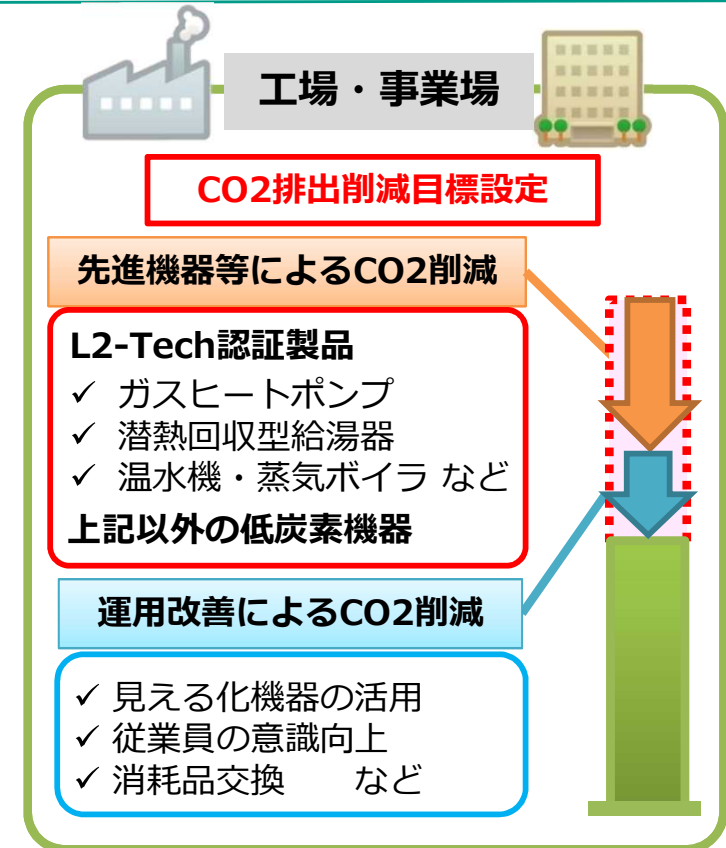 工場・事業場
CO2排出削減目標設定
先進機器等によるCO2削減
L2-Tech認証製品
✓ ガスヒートポンプ
✓ 潜熱回収型給湯器
✓ 温水機・蒸気ボイラ など
上記以外の低炭素機器
運用改善によるCO2削減
✓ 見える化機器の活用
✓ 従業員の意識向上
✓ 消耗品交換 など